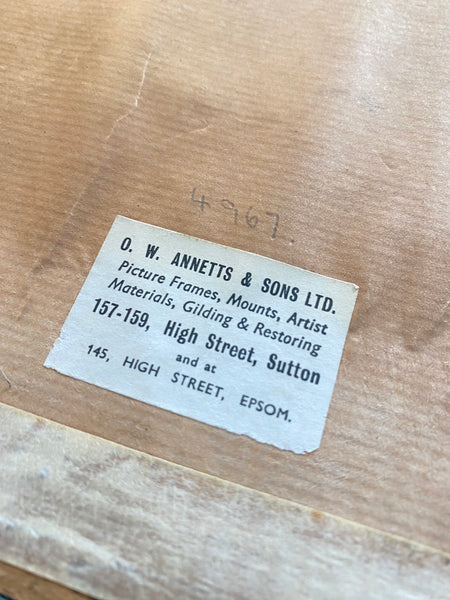 4967.
O. W. ANNETTS & SONS LTD.
Picture Frames, Mounts, Artist
Materials, Gilding & Restoring
157-159, High Street, Sutton
and at
145, HIGH STREET, EPSOM.